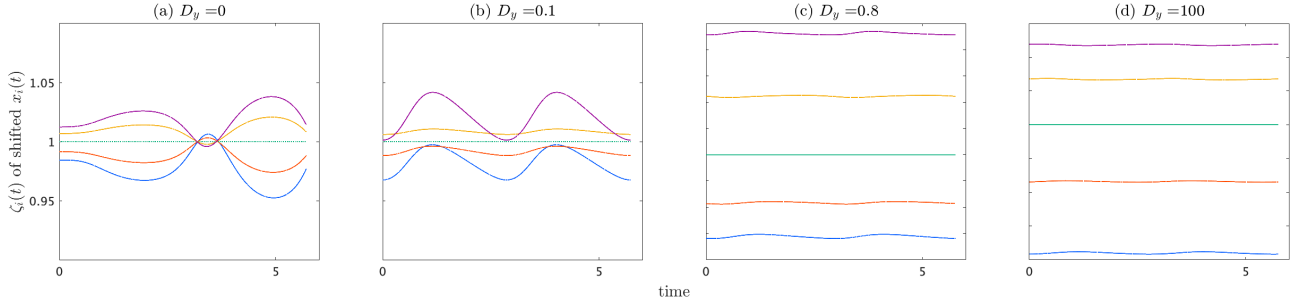 (a) D_y =0
(b) D_y =0.1
(c) D_y =0.8
(d) D_y =100
ζ_i(t) of shifted x_i(t)
1.05
1
0.95
0 5
0 5
0 5
0 5
time